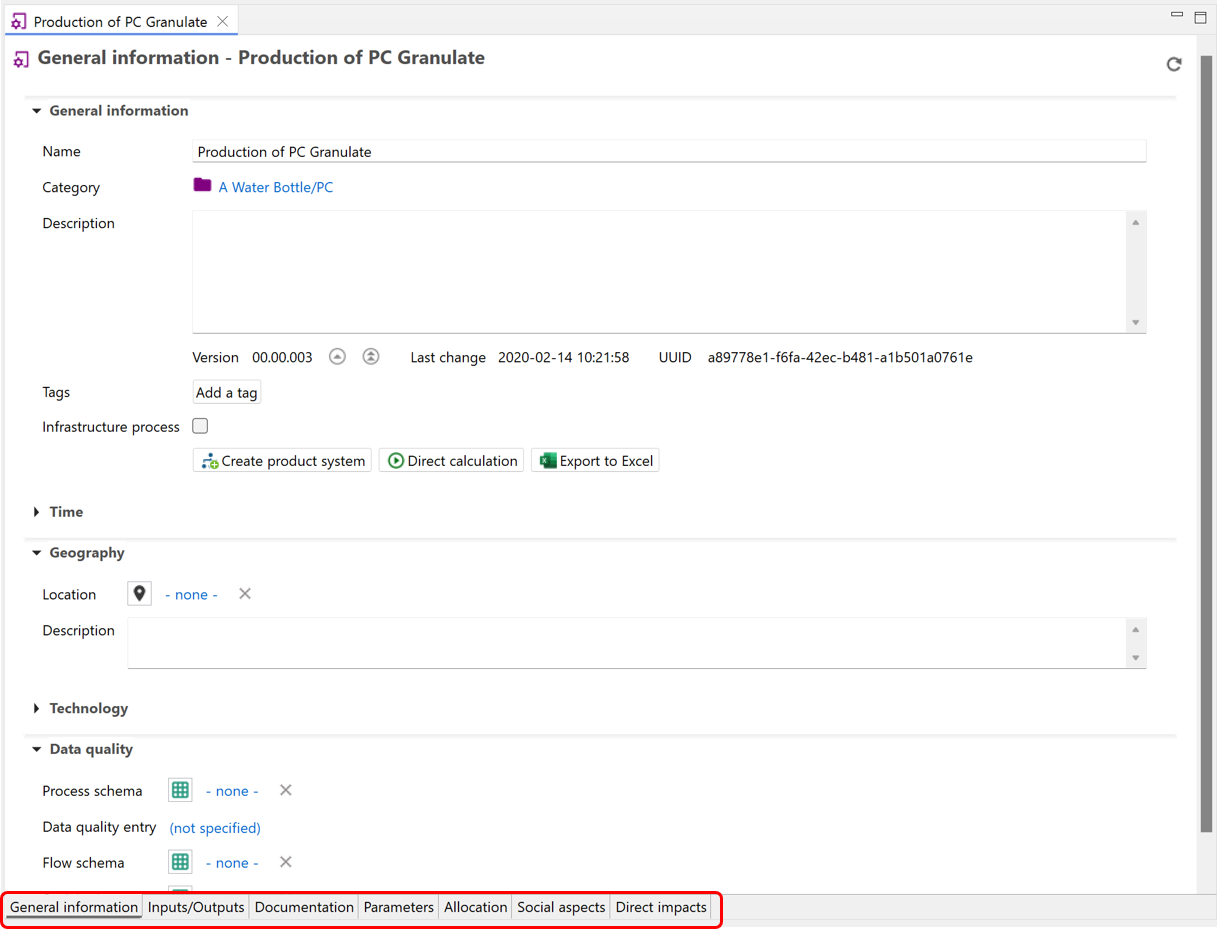 Production of PC Granulate
General information - Production of PC Granulate
General information
Name Production of PC Granulate
Category A Water Bottle/PC
Description
Version 00.00.003 Last change 2020-02-14 10:21:58 UUID a89778e1-f6fa-42ec-b481-a1b501a0761e
Tags Add a tag
Infrastructure process
Create product system Direct calculation Export to Excel
Time
Geography
Location - none -
Description
Technology
Data quality
Process schema - none -
Data quality entry (not specified)
Flow schema - none -
General information Inputs/Outputs Documentation Parameters Allocation Social aspects Direct impacts